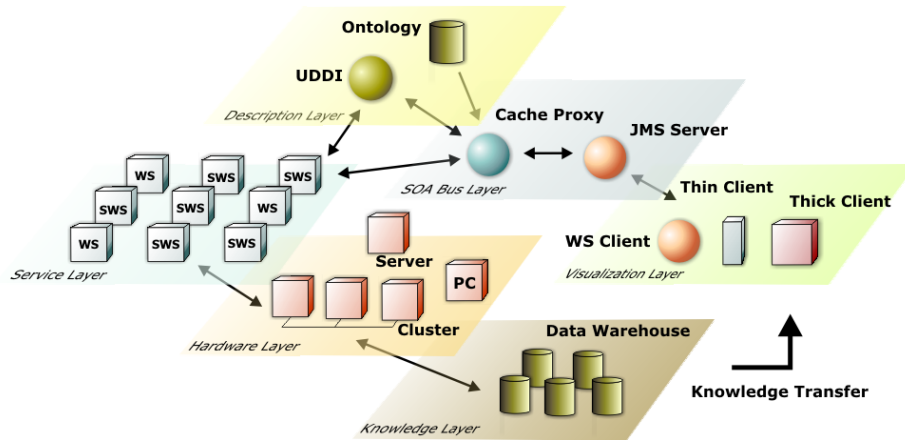 Ontology
UDDI
Description Layer
Cache Proxy
JMS Server
SOA Bus Layer
WS
SWS
SWS
SWS
SWS
WS
WS
SWS
SWS
Service Layer
Thin Client
Thick Client
WS Client
Visualization Layer
Server
PC
Cluster
Hardware Layer
Data Warehouse
Knowledge Layer
Knowledge Transfer